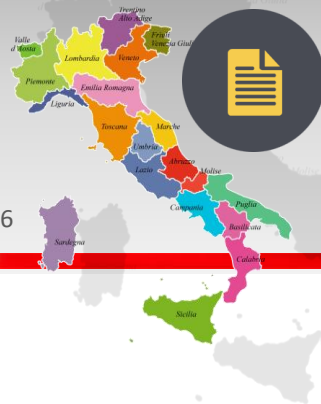 Trentino
Alto Adige
Friuli
Venezia Giulia
Valle
d'Aosta
Lombardia
Veneto
Piemonte
Emilia Romagna
Liguria
Toscana
Marche
Umbria
Lazio
Abruzzo
Molise
Campania
Puglia
Basilicata
6
Sardegna
Calabria
Sicilia